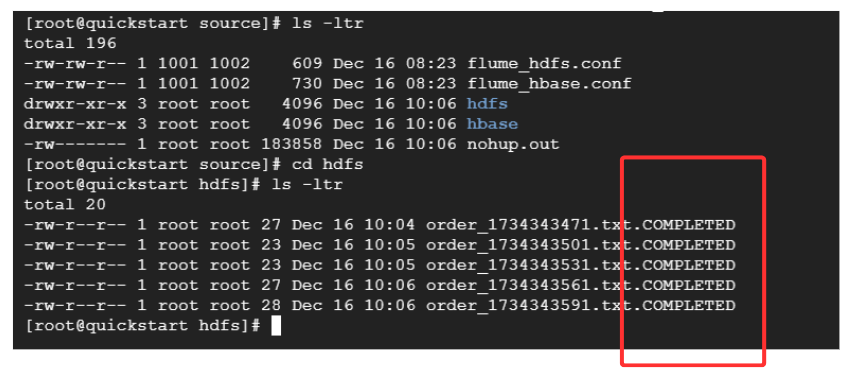 [root@quickstart source]# ls -ltr
total 196
-rw-rw-r-- 1 1001 1002    609 Dec 16 08:23 flume_hdfs.conf
-rw-rw-r-- 1 1001 1002    730 Dec 16 08:23 flume_hbase.conf
drwxr-xr-x 3 root root   4096 Dec 16 10:06 hdfs
drwxr-xr-x 3 root root   4096 Dec 16 10:06 hbase
-rw------- 1 root root 183858 Dec 16 10:06 nohup.out
[root@quickstart source]# cd hdfs
[root@quickstart hdfs]# ls -ltr
total 20
-rw-r--r-- 1 root root 27 Dec 16 10:04 order_1734343471.txt.COMPLETED
-rw-r--r-- 1 root root 23 Dec 16 10:05 order_1734343501.txt.COMPLETED
-rw-r--r-- 1 root root 23 Dec 16 10:05 order_1734343531.txt.COMPLETED
-rw-r--r-- 1 root root 27 Dec 16 10:06 order_1734343561.txt.COMPLETED
-rw-r--r-- 1 root root 28 Dec 16 10:06 order_1734343591.txt.COMPLETED
[root@quickstart hdfs]#